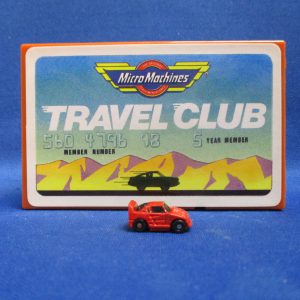 Micro Machines
TRAVEL CLUB
560 4796 18 5 YEAR MEMBER
MEMBER NUMBER